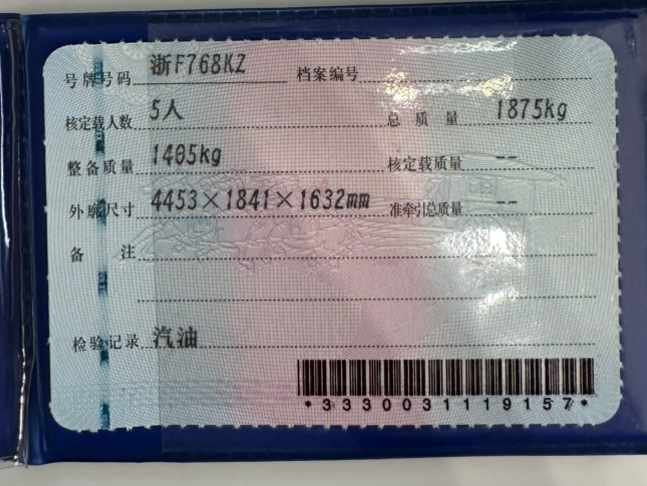 号牌号码 浙F768KZ 档案编号
核定载人数 5人 总质量 1875kg
整备质量 1405kg 核定载质量 --
外廓尺寸 4453×1841×1632mm 准牵引总质量 --
备注
检验记录 汽油
*3330031119157*